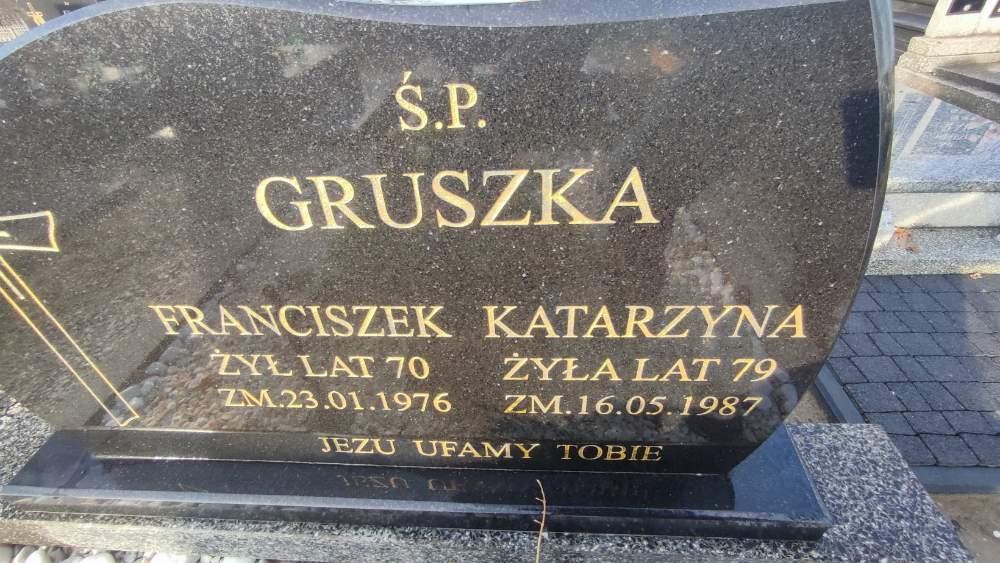 Ś.P.
GRUSZKA
FRANCISZEK KATARZYNA
ŻYŁ LAT 70 ŻYŁA LAT 79
ZM.23.01.1976 ZM.16.05.1987
JEZU UFAMY TOBIE